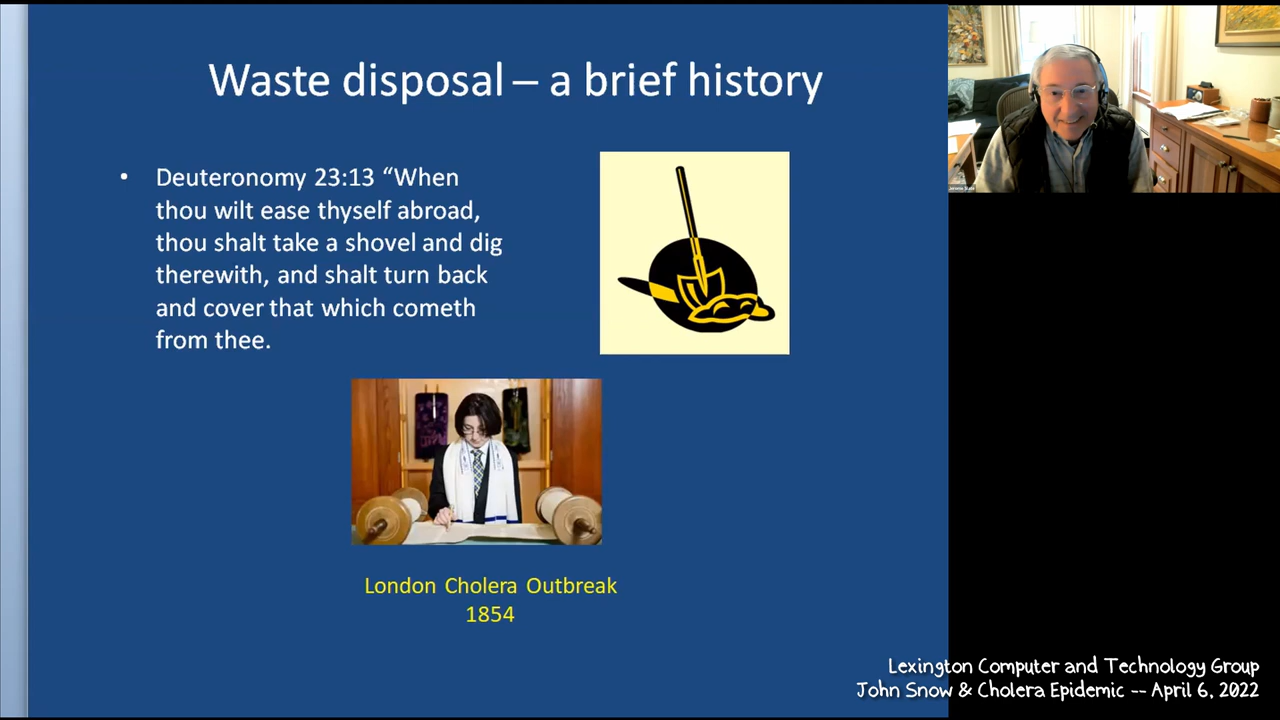 Waste disposal – a brief history
• Deuteronomy 23:13 “When
thou wilt ease thyself abroad,
thou shalt take a shovel and dig
therewith, and shalt turn back
and cover that which cometh
from thee.
London Cholera Outbreak
1854
Lexington Computer and Technology Group
John Snow & Cholera Epidemic -- April 6, 2022